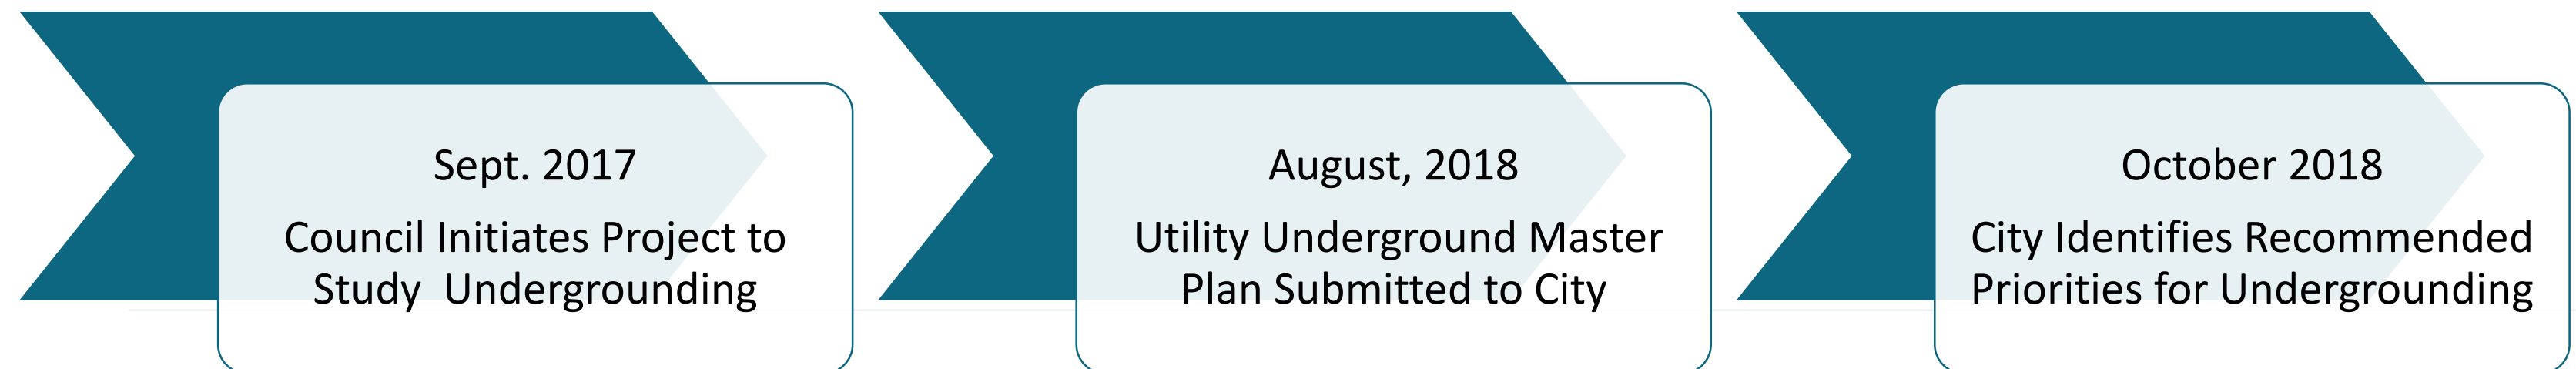 Sept. 2017
Council Initiates Project to
Study  Undergrounding
August, 2018
Utility Underground Master
Plan Submitted to City
October 2018
City Identifies Recommended
Priorities for Undergrounding